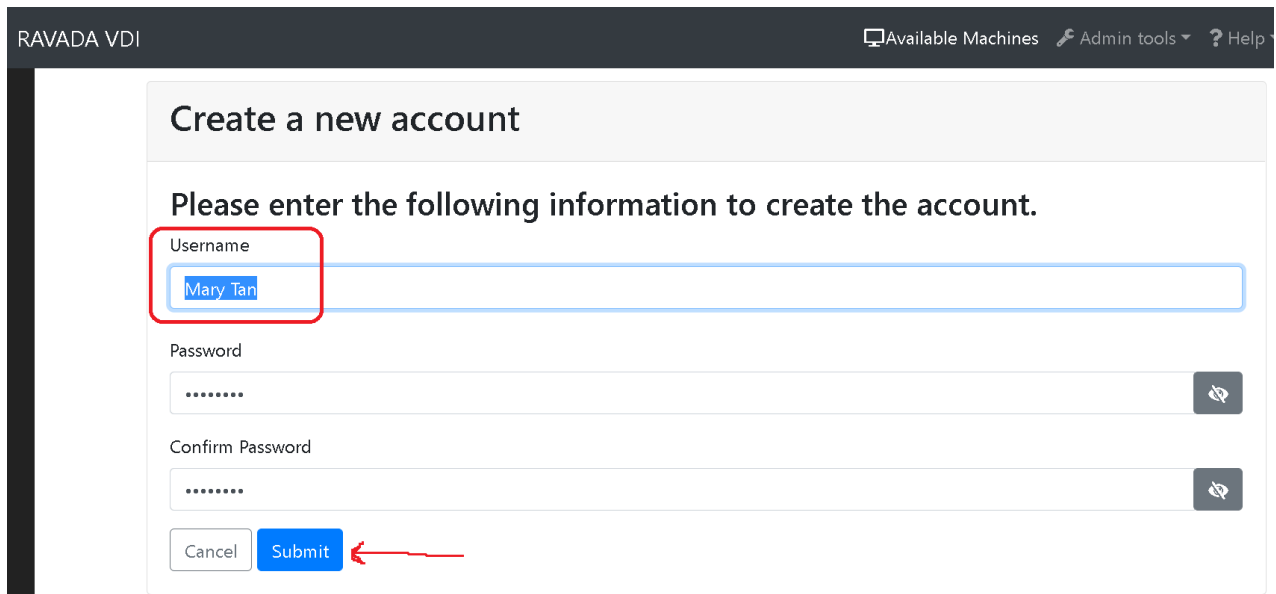 RAVADA VDI Available Machines Admin tools ? Help
Create a new account
Please enter the following information to create the account.
Username
Mary Tan
Password
••••••••
Confirm Password
••••••••
Cancel Submit